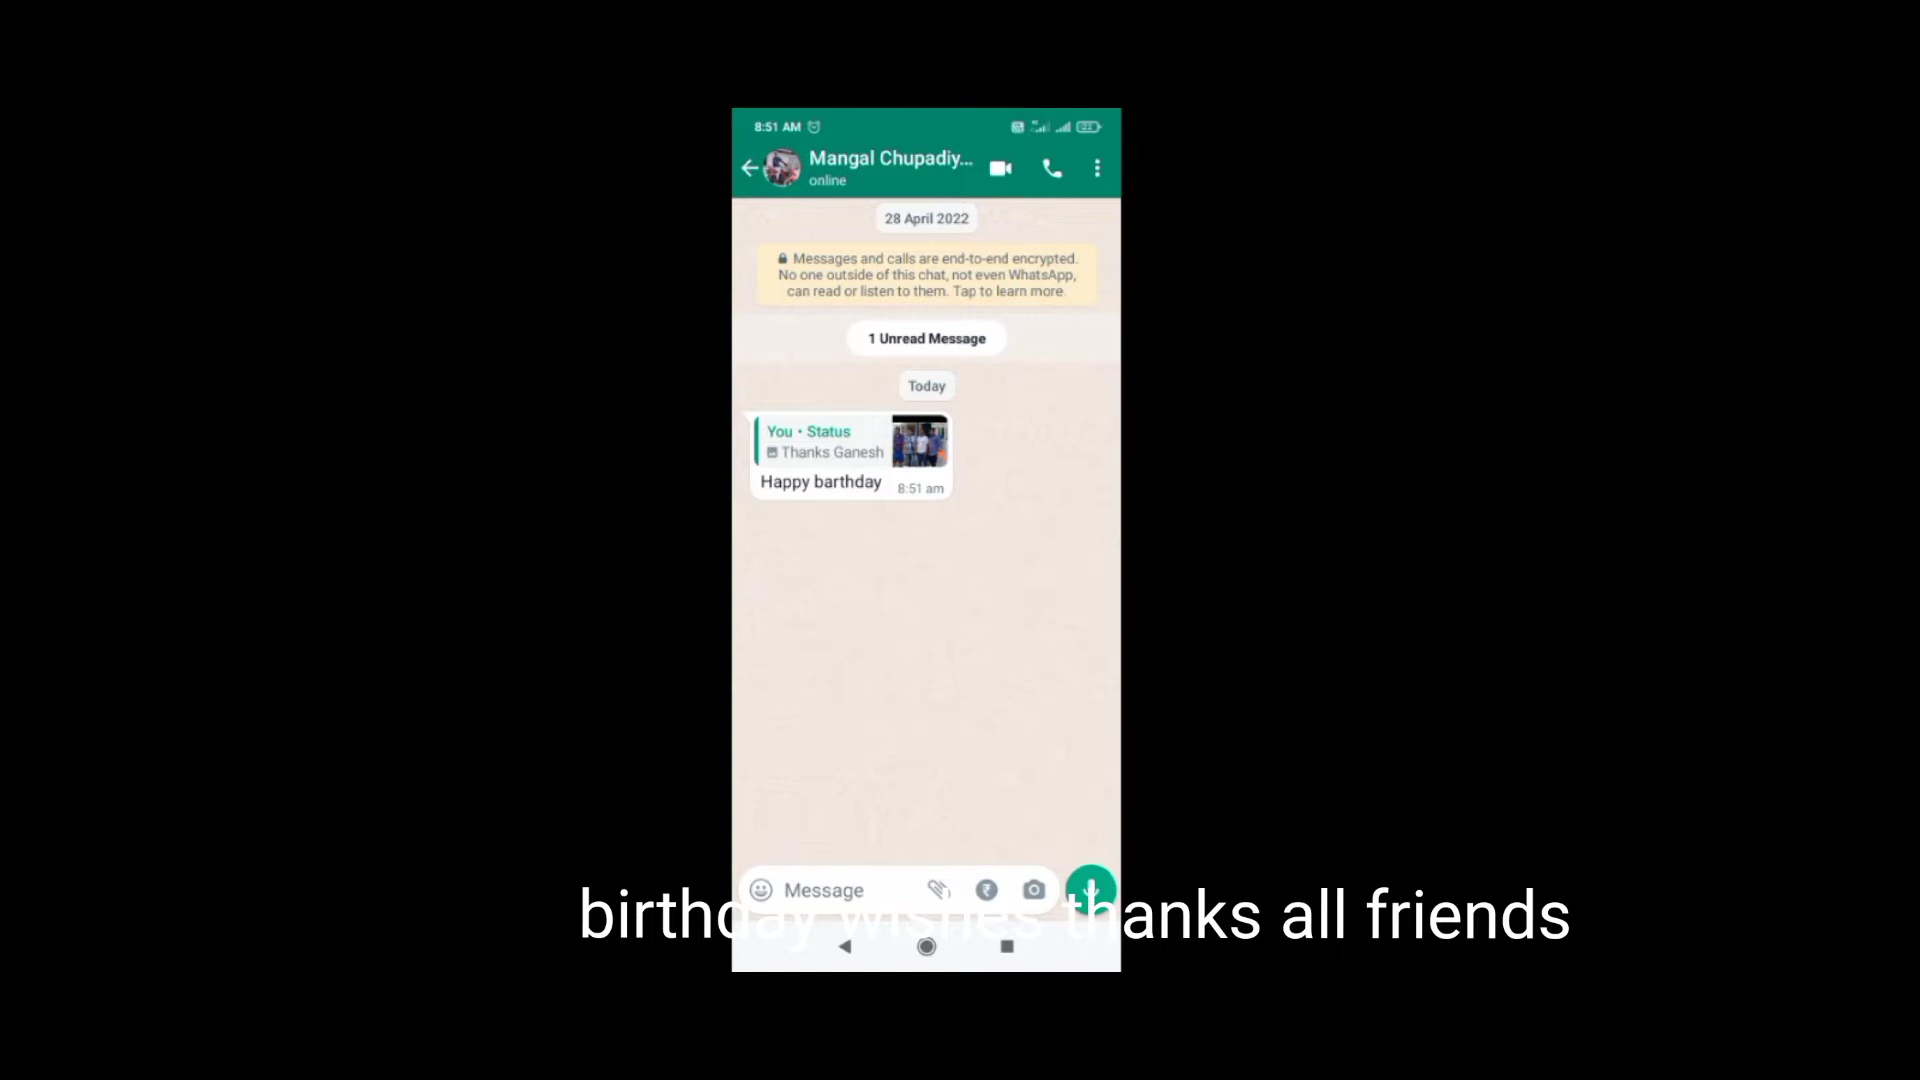 8:51 AM
Mangal Chupadiy...
online
28 April 2022
Messages and calls are end-to-end encrypted.
No one outside of this chat, not even WhatsApp,
can read or listen to them. Tap to learn more.
1 Unread Message
Today
You • Status
Thanks Ganesh
Happy barthday
8:51 am
Message
birthday wishes thanks all friends